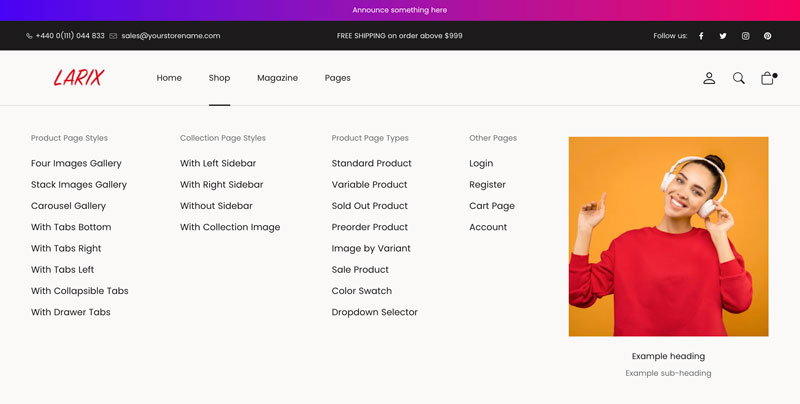 Announce something here
+440 0(111) 044 833 sales@yourstorename.com FREE SHIPPING on order above $999 Follow us:
LARIX Home Shop Magazine Pages
Product Page Styles
Four Images Gallery
Stack Images Gallery
Carousel Gallery
With Tabs Bottom
With Tabs Right
With Tabs Left
With Collapsible Tabs
With Drawer Tabs
Collection Page Styles
With Left Sidebar
With Right Sidebar
Without Sidebar
With Collection Image
Product Page Types
Standard Product
Variable Product
Sold Out Product
Preorder Product
Image by Variant
Sale Product
Color Swatch
Dropdown Selector
Other Pages
Login
Register
Cart Page
Account
Example heading
Example sub-heading